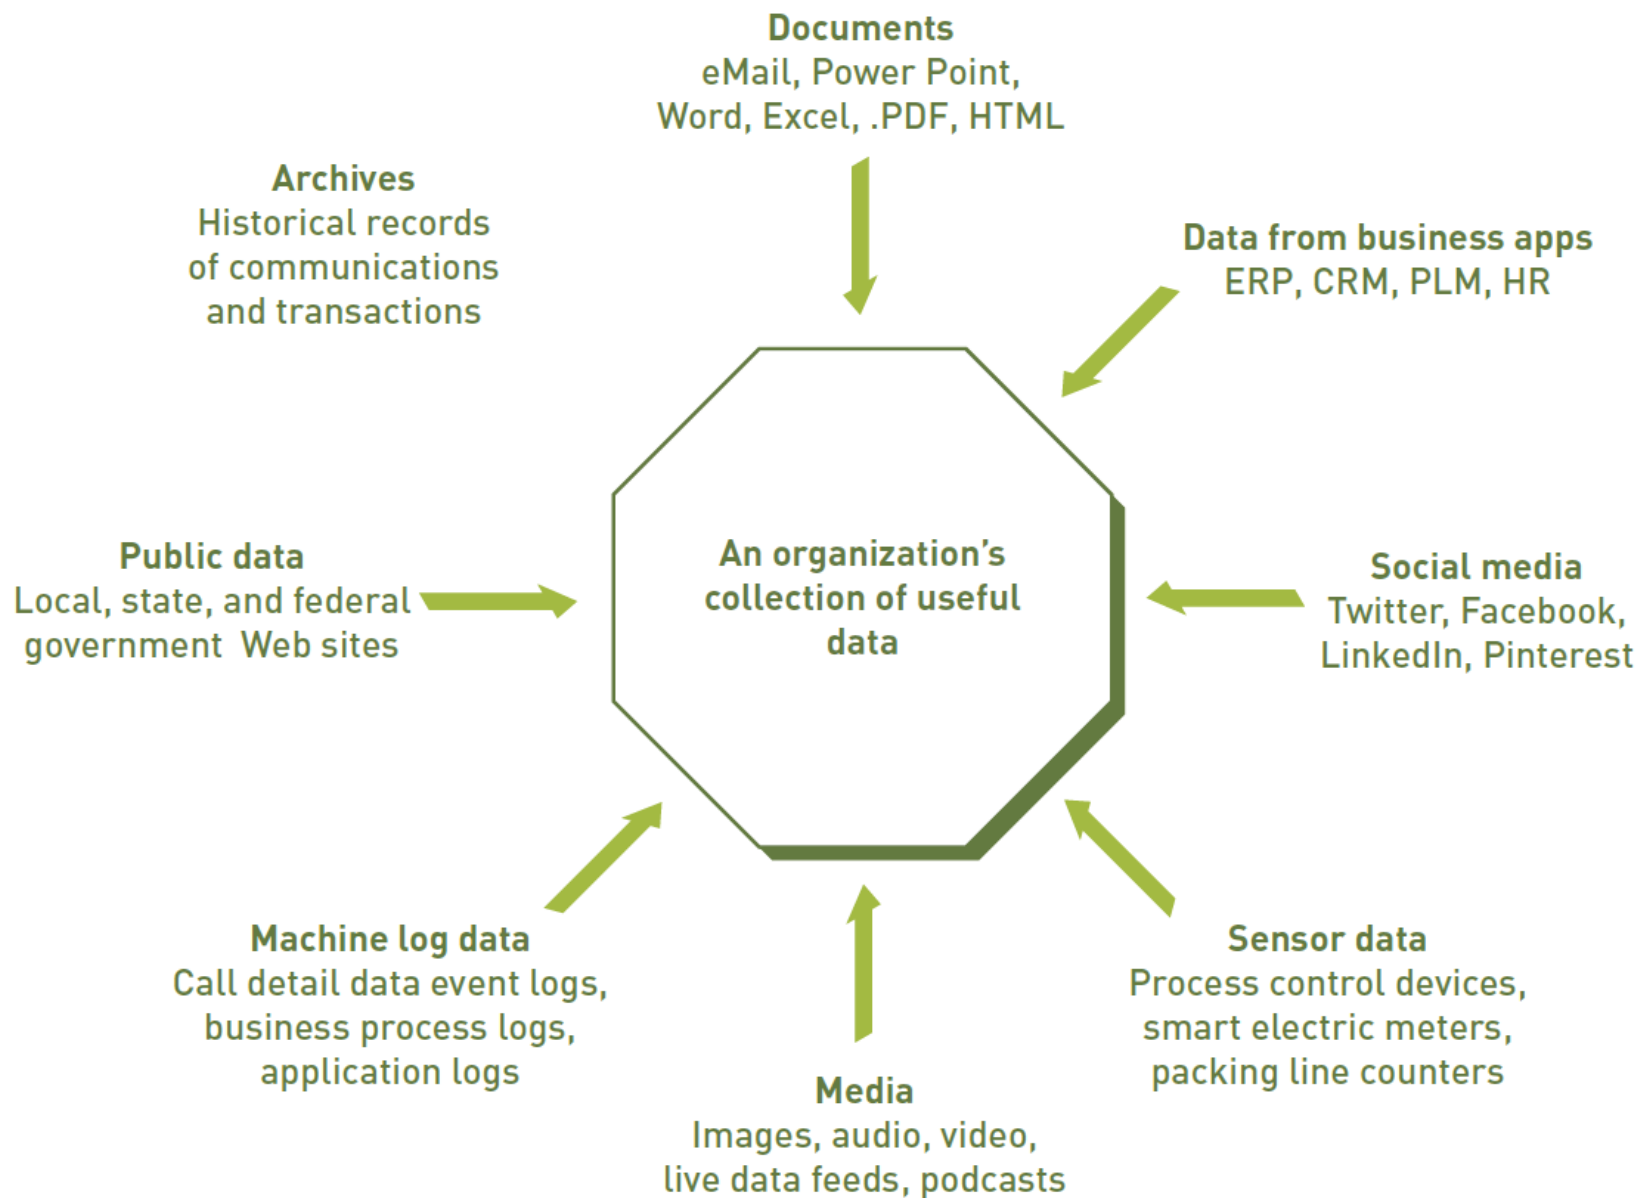 Documents
eMail, Power Point,
Word, Excel, .PDF, HTML
Archives
Historical records
of communications
and transactions
Data from business apps
ERP, CRM, PLM, HR
An organization's
collection of useful
data
Public data
Local, state, and federal
government Web sites
Social media
Twitter, Facebook,
LinkedIn, Pinterest
Machine log data
Call detail data event logs,
business process logs,
application logs
Sensor data
Process control devices,
smart electric meters,
packing line counters
Media
Images, audio, video,
live data feeds, podcasts